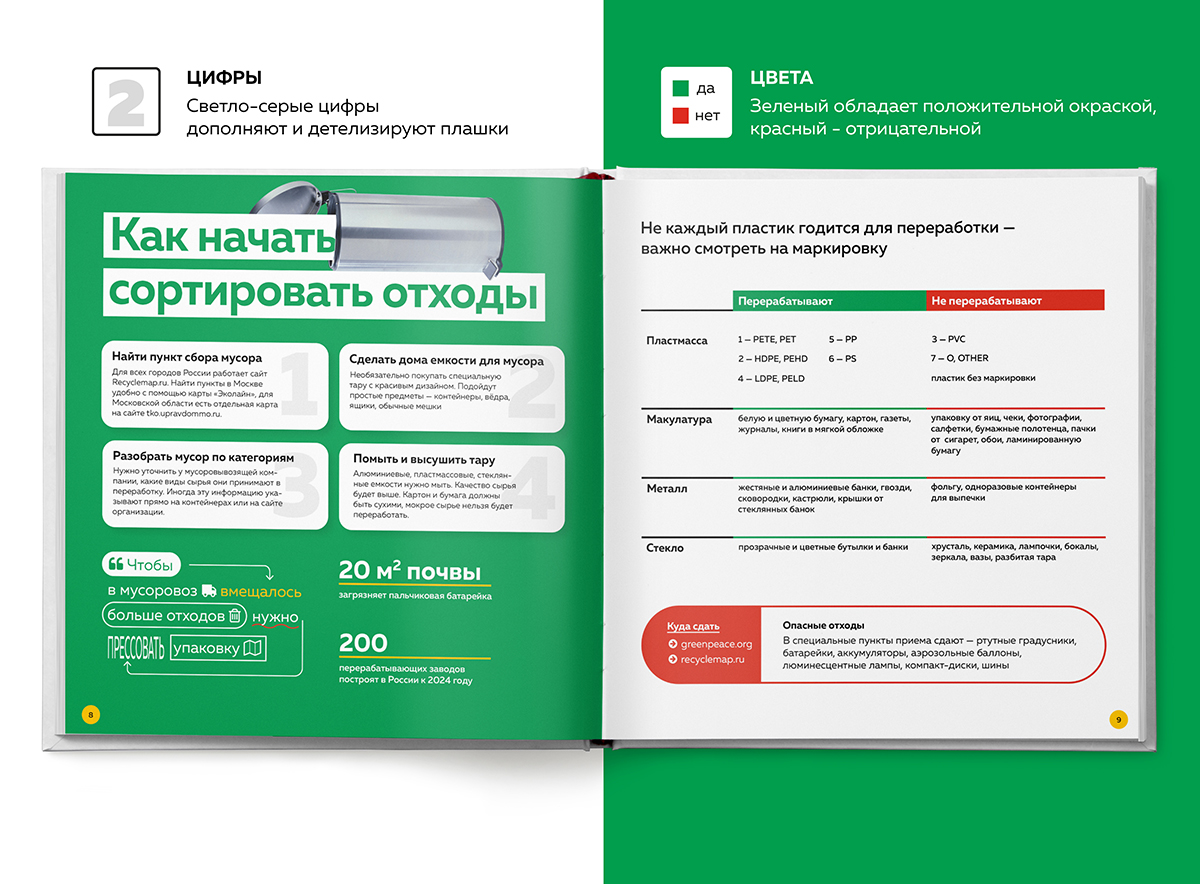 2
ЦИФРЫ
Светло-серые цифры
дополняют и детелизируют плашки
да
нет
ЦВЕТА
Зеленый обладает положительной окраской,
красный - отрицательной
Как начать
сортировать отходы
1
Найти пункт сбора мусора
Для всех городов России работает сайт
Recyclemap.ru. Найти пункты в Москве
удобно с помощью карты «Эколайн», для
Московской области есть отдельная карта
на сайте tko.upravdommo.ru.
2
Сделать дома емкости для мусора
Необязательно покупать специальную
тару с красивым дизайном. Подойдут
простые предметы — контейнеры, вёдра,
ящики, обычные мешки
3
Разобрать мусор по категориям
Нужно уточнить у мусоровывозящей ком-
пании, какие виды сырья они принимают в
переработку. Иногда эту информацию ука-
зывают прямо на контейнерах или на сайте
организации.
4
Помыть и высушить тару
Алюминиевые, пластмассовые, стеклян-
ные емкости нужно мыть. Качество сырья
будет выше. Картон и бумага должны
быть сухими, мокрое сырье нельзя будет
переработать.
Чтобы
в мусоровоз вмещалось
больше отходов нужно
прессовать упаковку
20 м² почвы
загрязняет пальчиковая батарейка
200
перерабатывающих заводов
построят в России к 2024 году
8
Не каждый пластик годится для переработки —
важно смотреть на маркировку
Перерабатывают Не перерабатывают
Пластмасса
1 — PETE, PET 5 — PP 3 — PVC
2 — HDPE, PEHD 6 — PS 7 — O, OTHER
4 — LDPE, PELD пластик без маркировки
Макулатура
белую и цветную бумагу, картон, газеты,
журналы, книги в мягкой обложке
упаковку от яиц, чеки, фотографии,
салфетки, бумажные полотенца, пачки
от сигарет, обои, ламинированную
бумагу
Металл
жестяные и алюминиевые банки, гвозди,
сковородки, кастрюли, крышки от
стеклянных банок
фольгу, одноразовые контейнеры
для выпечки
Стекло
прозрачные и цветные бутылки и банки
хрусталь, керамика, лампочки, бокалы,
зеркала, вазы, разбитая тара
Куда сдать
greenpeace.org
recyclemap.ru
Опасные отходы
В специальные пункты приема сдают — ртутные градусники,
батарейки, аккумуляторы, аэрозольные баллоны,
люминесцентные лампы, компакт-диски, шины
9